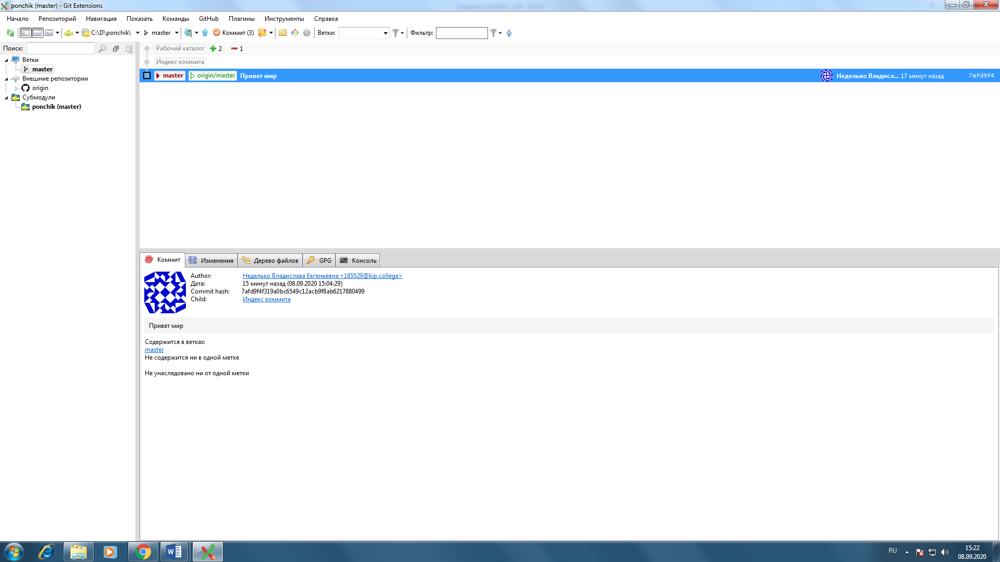 ponchik (master) - Git Extensions
Начало Репозиторий Навигация Показать Команды GitHub Плагины Инструменты Справка
C:\D\ponchik\ master Коммит (3) Ветки: Фильтр:
Поиск:
Ветки
master
Внешние репозитории
origin
Субмодули
ponchik (master)
Рабочий каталог 2 1
Индекс коммита
master origin/master Привет мир Неделько Владисл... 17 минут назад 7afd9f4
Коммит Изменения Дерево файлов GPG Консоль
Author: Неделько Владислава Евгеньевна <185529@kip.college>
Дата: 15 минут назад (08.09.2020 15:04:29)
Commit hash: 7afd9f4f319a0bc6549c12acb9f8ab6217880499
Child: Индекс коммита
Привет мир
Содержится в ветках:
master
Не содержится ни в одной метке
Не унаследовано ни от одной метки
RU
15:22
08.09.2020